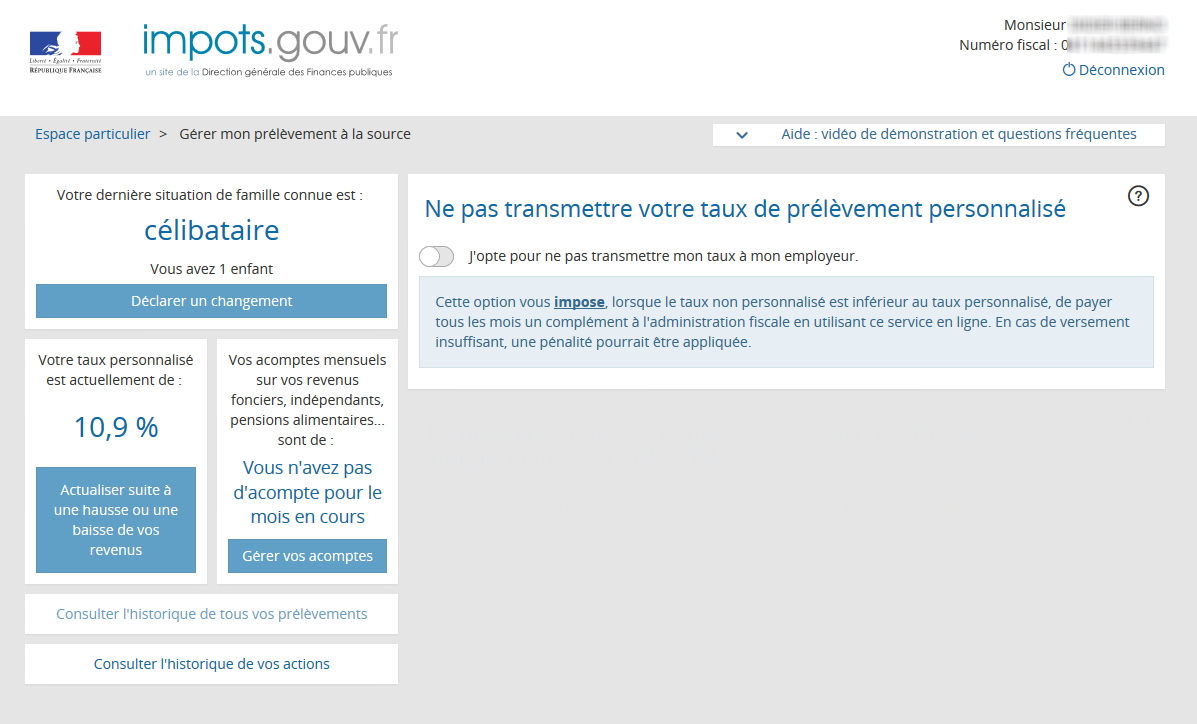 Liberté • Égalité • Fraternité
RÉPUBLIQUE FRANÇAISE
impots.gouv.fr
un site de la Direction générale des Finances publiques
Monsieur
Numéro fiscal : 0
Déconnexion
Espace particulier > Gérer mon prélèvement à la source
Aide : vidéo de démonstration et questions fréquentes
Votre dernière situation de famille connue est :
célibataire
Vous avez 1 enfant
Déclarer un changement
Votre taux personnalisé
est actuellement de :
10,9 %
Actualiser suite à
une hausse ou une
baisse de vos
revenus
Vos acomptes mensuels
sur vos revenus
fonciers, indépendants,
pensions alimentaires...
sont de :
Vous n'avez pas
d'acompte pour le
mois en cours
Gérer vos acomptes
Consulter l'historique de tous vos prélèvements
Consulter l'historique de vos actions
Ne pas transmettre votre taux de prélèvement personnalisé
?
J'opte pour ne pas transmettre mon taux à mon employeur.
Cette option vous impose, lorsque le taux non personnalisé est inférieur au taux personnalisé, de payer
tous les mois un complément à l'administration fiscale en utilisant ce service en ligne. En cas de versement
insuffisant, une pénalité pourrait être appliquée.